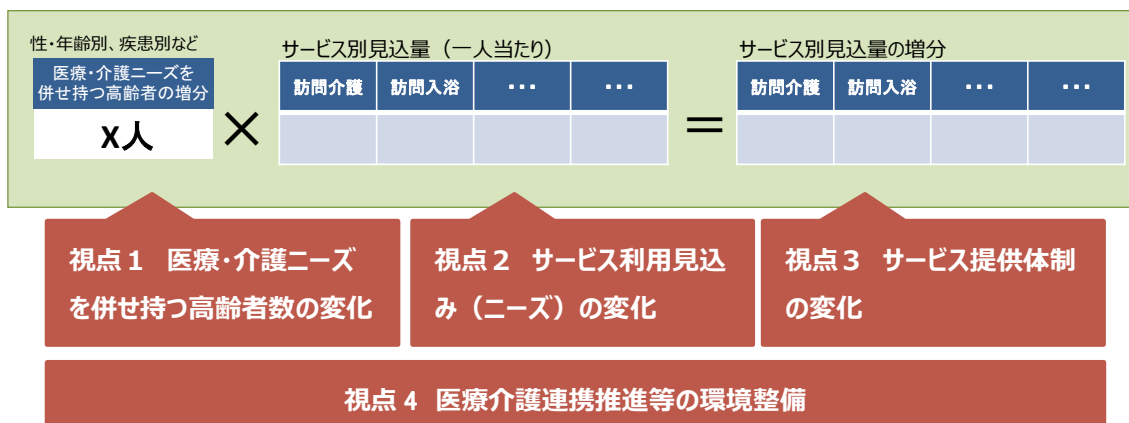 性・年齢別、疾患別など
医療・介護ニーズを
併せ持つ高齢者の増分
X人
×
サービス別見込量（一人当たり）
訪問介護 訪問入浴 ･･･ ･･･
＝
サービス別見込量の増分
訪問介護 訪問入浴 ･･･ ･･･
視点１ 医療・介護ニーズ
を併せ持つ高齢者数の変化
視点２ サービス利用見込
み（ニーズ）の変化
視点３ サービス提供体制
の変化
視点４ 医療介護連携推進等の環境整備